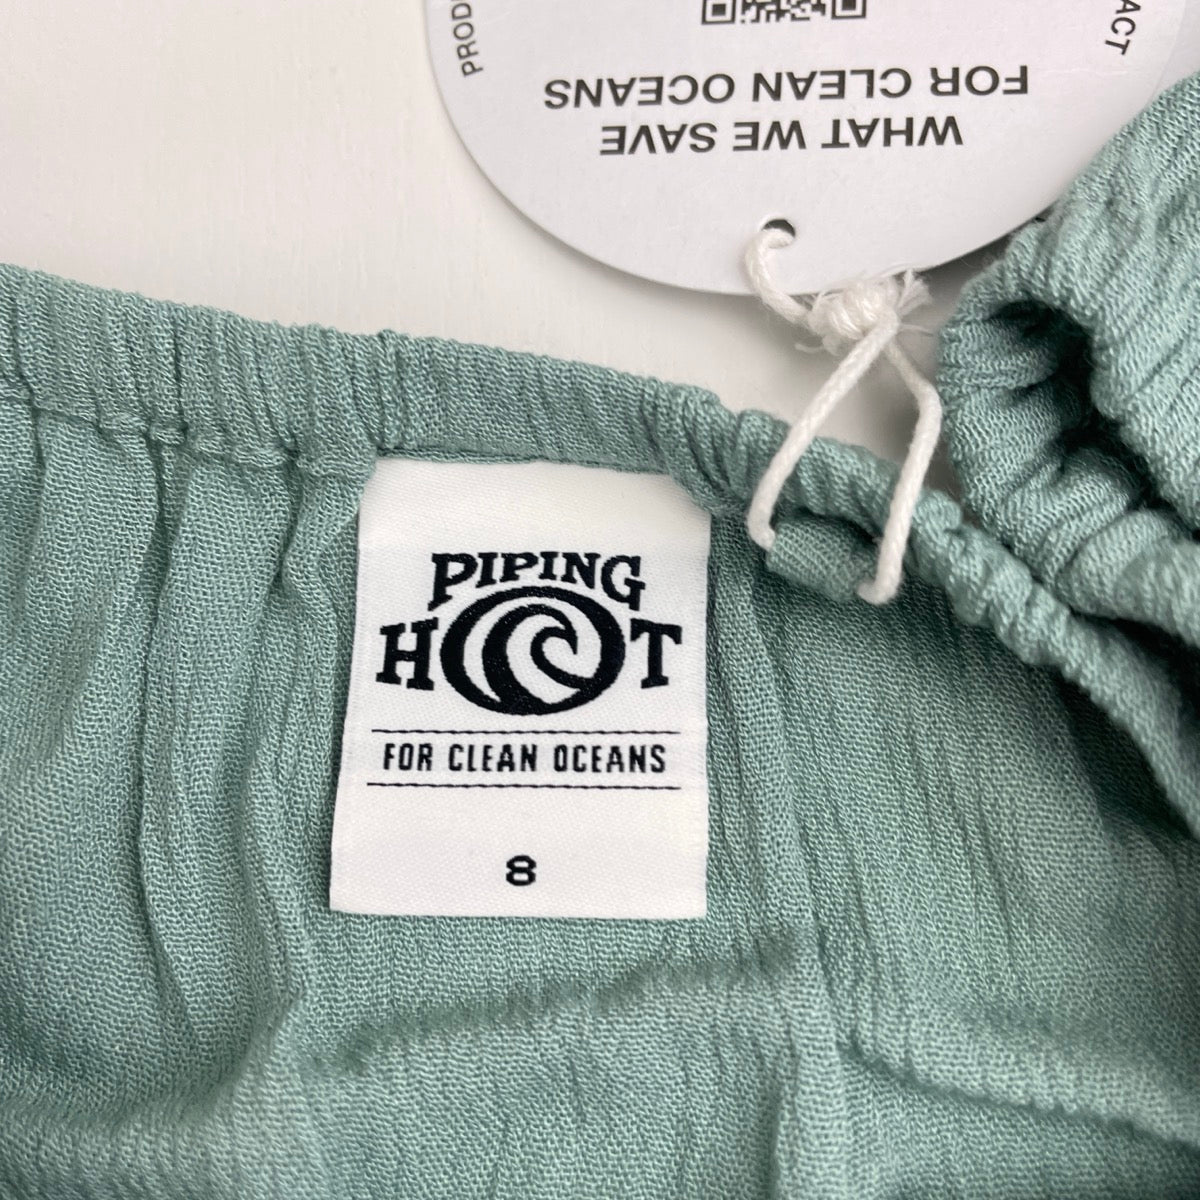 WHAT WE SAVE
FOR CLEAN OCEANS
PIPING
HOT
FOR CLEAN OCEANS
8